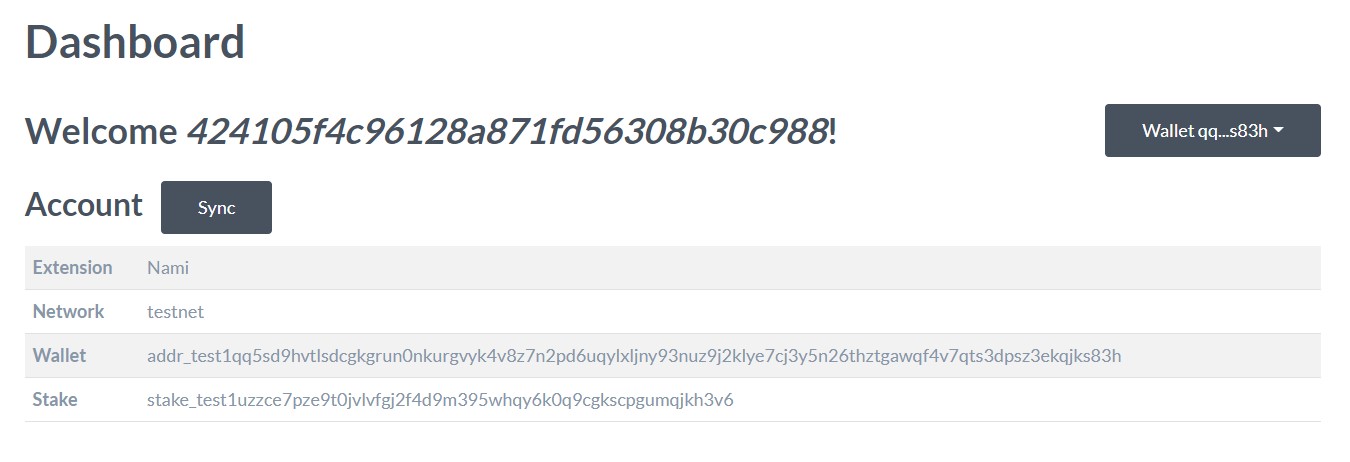 Dashboard
Welcome 424105f4c96128a871fd56308b30c988!
Wallet qq...s83h
Account
Sync
Extension Nami
Network testnet
Wallet addr_test1qq5sd9hvtlsdcgkgrun0nkurgvyk4v8z7n2pd6uqylxljny93nuz9j2klye7cj3y5n26thztgawqf4v7qts3dpsz3ekqjks83h
Stake stake_test1uzzce7pze9t0jvlvfgj2f4d9m395whqy6k0q9cgkscpgumqjkh3v6